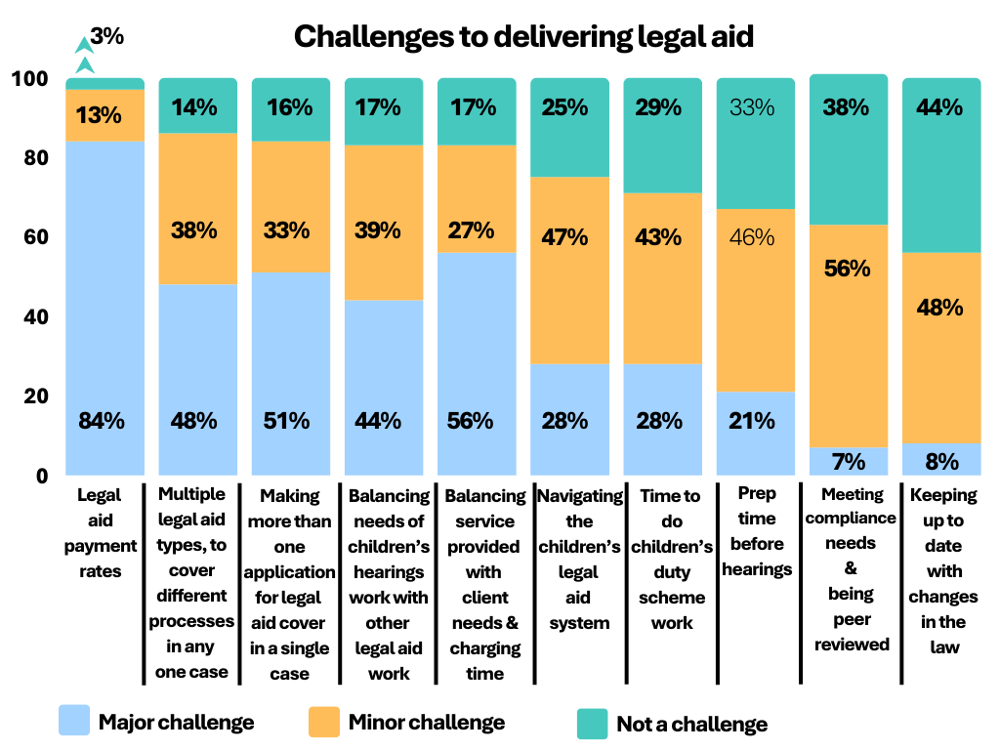 3%
Challenges to delivering legal aid
100
80
60
40
20
0
13%
84%
14%
38%
48%
16%
33%
51%
17%
39%
44%
17%
27%
56%
25%
47%
28%
29%
43%
28%
33%
46%
21%
38%
56%
7%
44%
48%
8%
Legal
aid
payment
rates
Multiple
legal aid
types, to
cover
different
processes
in any
one case
Making
more than
one
application
for legal
aid cover
in a single
case
Balancing
needs of
children's
hearings
work with
other
legal aid
work
Balancing
service
provided
with
client
needs &
charging
time
Navigating
the
children's
legal
aid
system
Time to
do
children's
duty
scheme
work
Prep
time
before
hearings
Meeting
compliance
needs
&
being
peer
reviewed
Keeping
up to
date
with
changes
in the
law
Major challenge
Minor challenge
Not a challenge